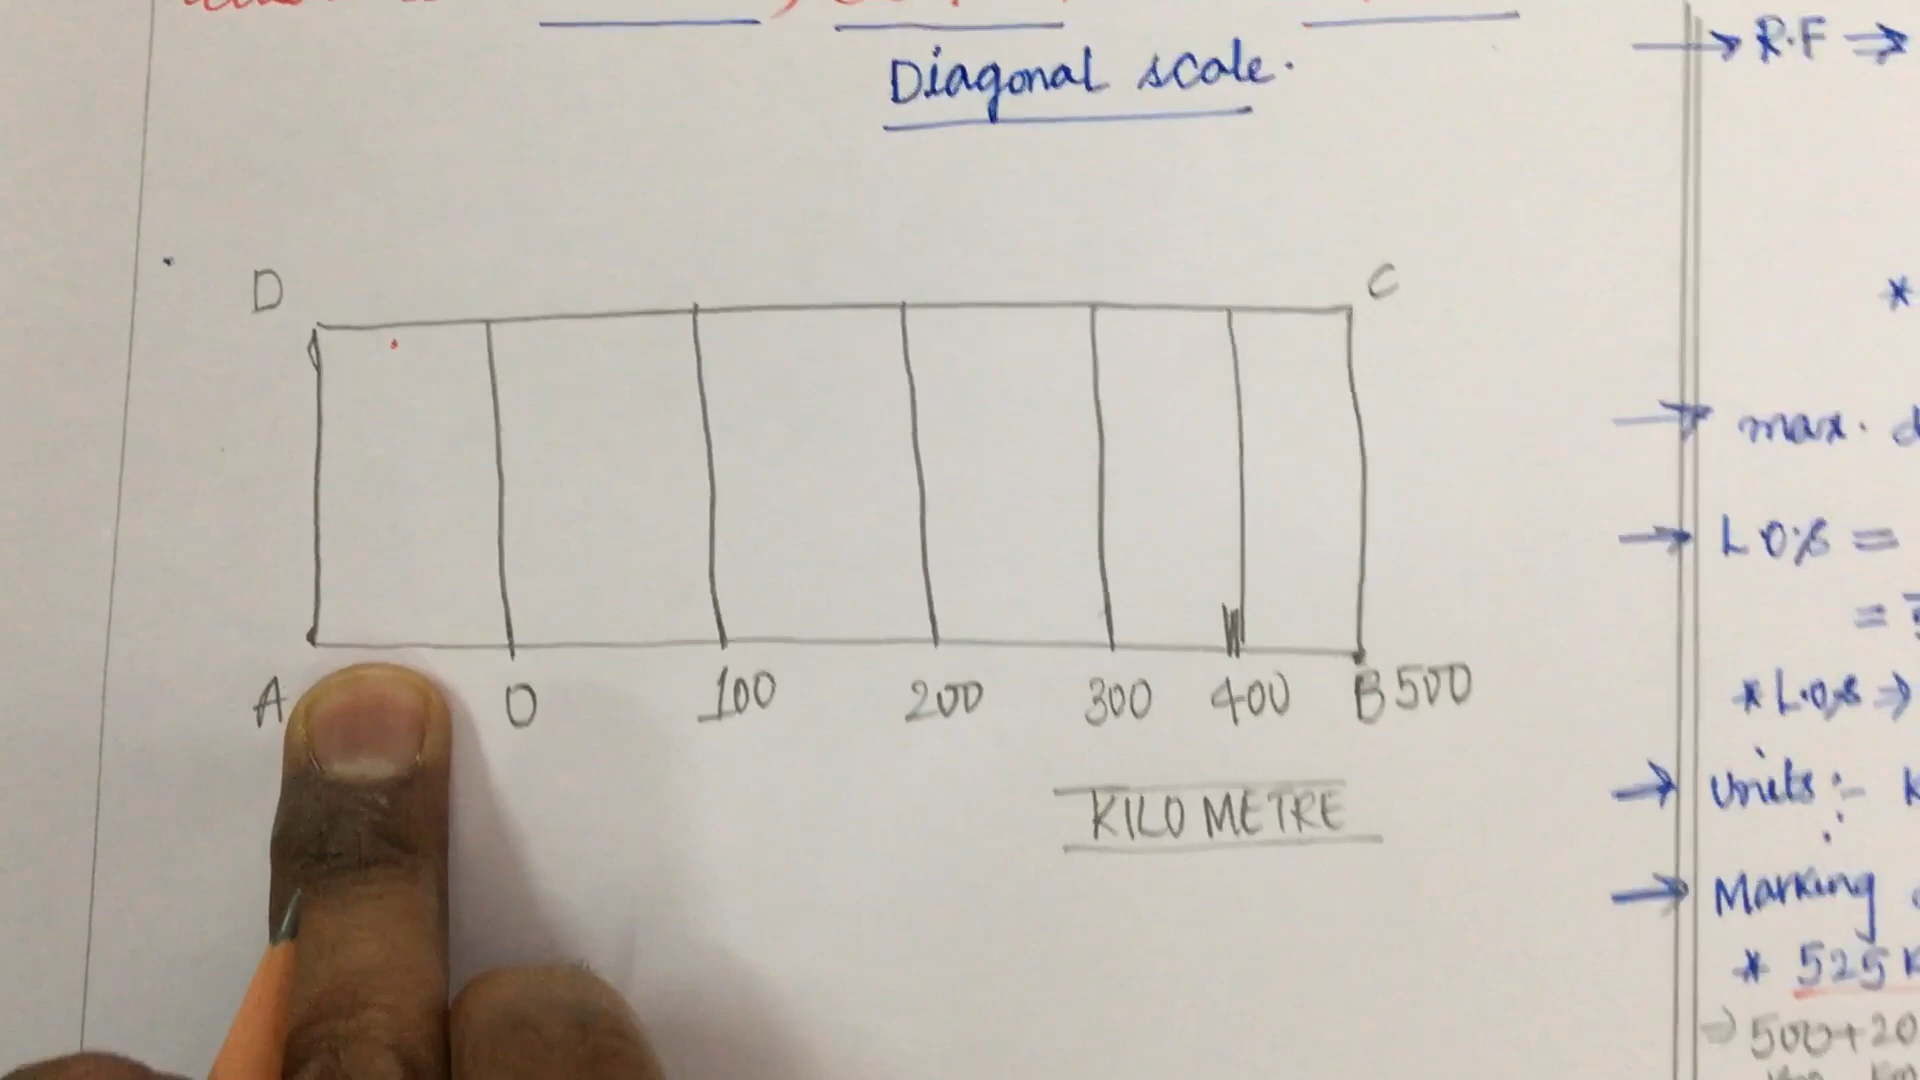 Diagonal scale.
D
C
A
0
100
200
300
400
B 500
KILOMETRE
→ R.F ⇒
*
→ max. d
→ L.O.S =
=
* L.O.S ⇒
→ Units :- K
→ Marking
* 525 K
⇒ 500+20